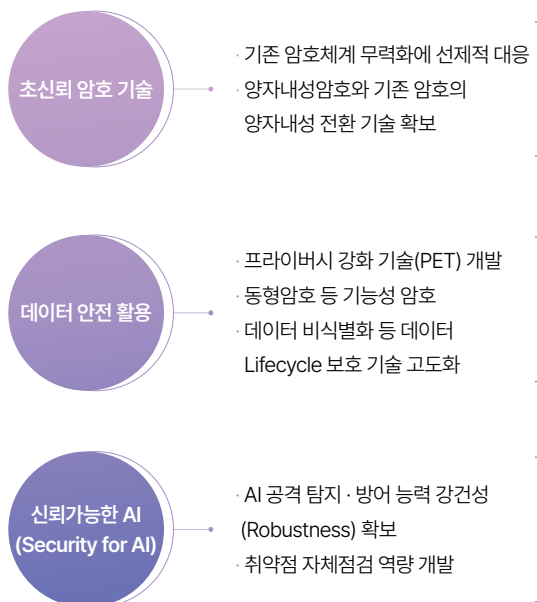 초신뢰 암호 기술
· 기존 암호체계 무력화에 선제적 대응
· 양자내성암호와 기존 암호의
양자내성 전환 기술 확보
데이터 안전 활용
· 프라이버시 강화 기술(PET) 개발
· 동형암호 등 기능성 암호
· 데이터 비식별화 등 데이터
Lifecycle 보호 기술 고도화
신뢰가능한 AI
(Security for AI)
· AI 공격 탐지 · 방어 능력 강건성
(Robustness) 확보
· 취약점 자체점검 역량 개발